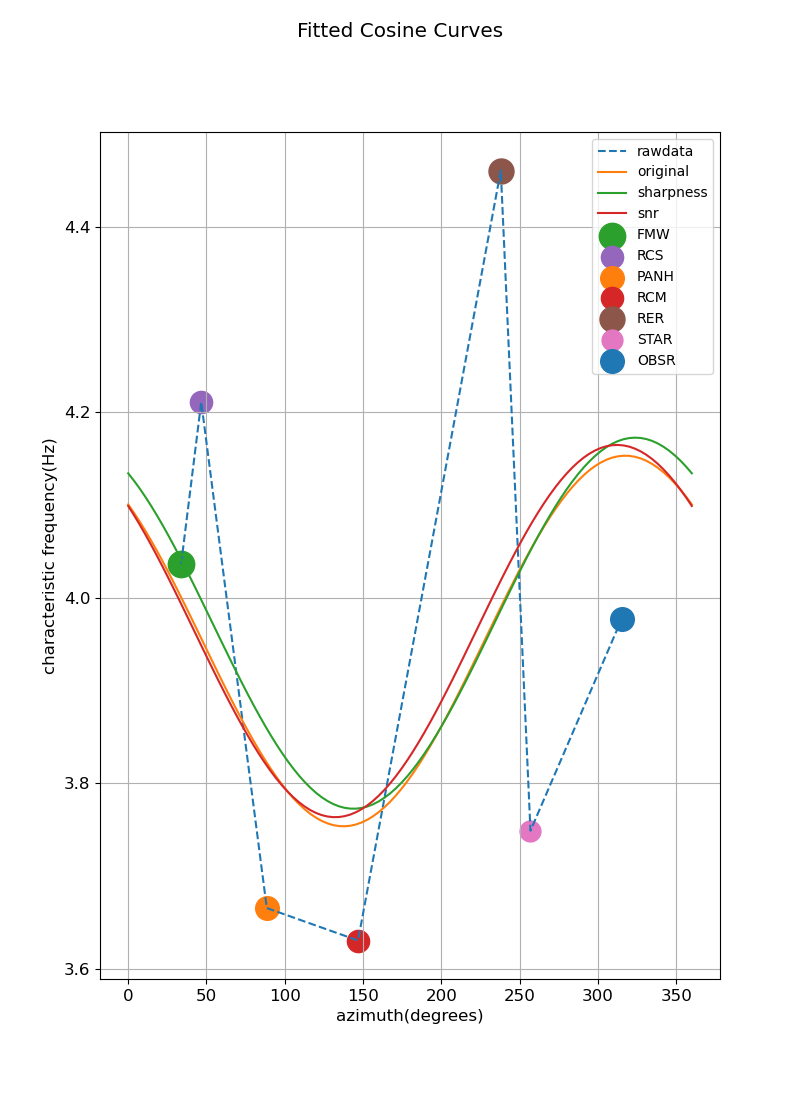 Fitted Cosine Curves
rawdata
original
sharpness
snr
FMW
RCS
PANH
RCM
RER
STAR
OBSR
characteristic frequency(Hz)
4.4
4.2
4.0
3.8
3.6
0 50 100 150 200 250 300 350
azimuth(degrees)